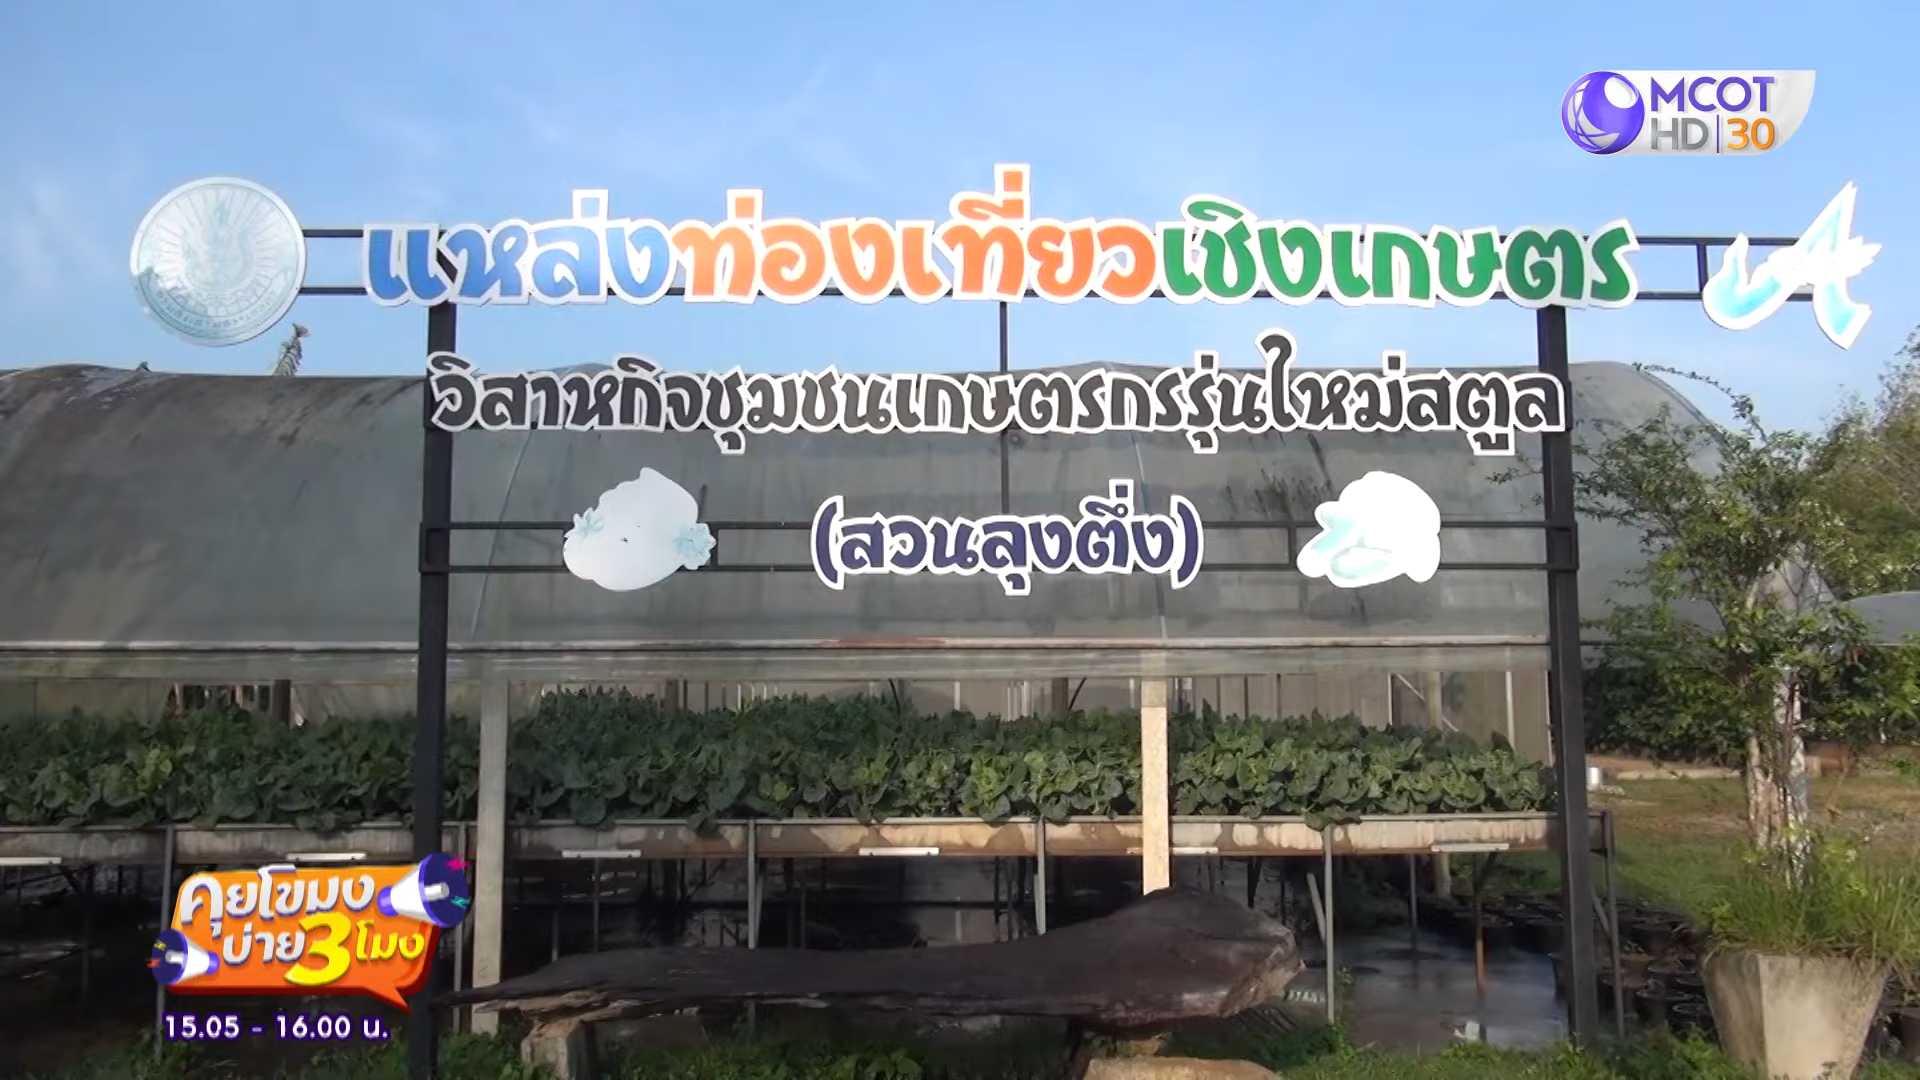 MCOT
HD 30
แหล่งท่องเที่ยวเชิงเกษตร
วิสาหกิจชุมชนเกษตรกรรุ่นใหม่สตูล
(สวนลุงตึ่ง)
คุยโขมง
บ่าย 3 โมง
15.05 - 16.00 น.